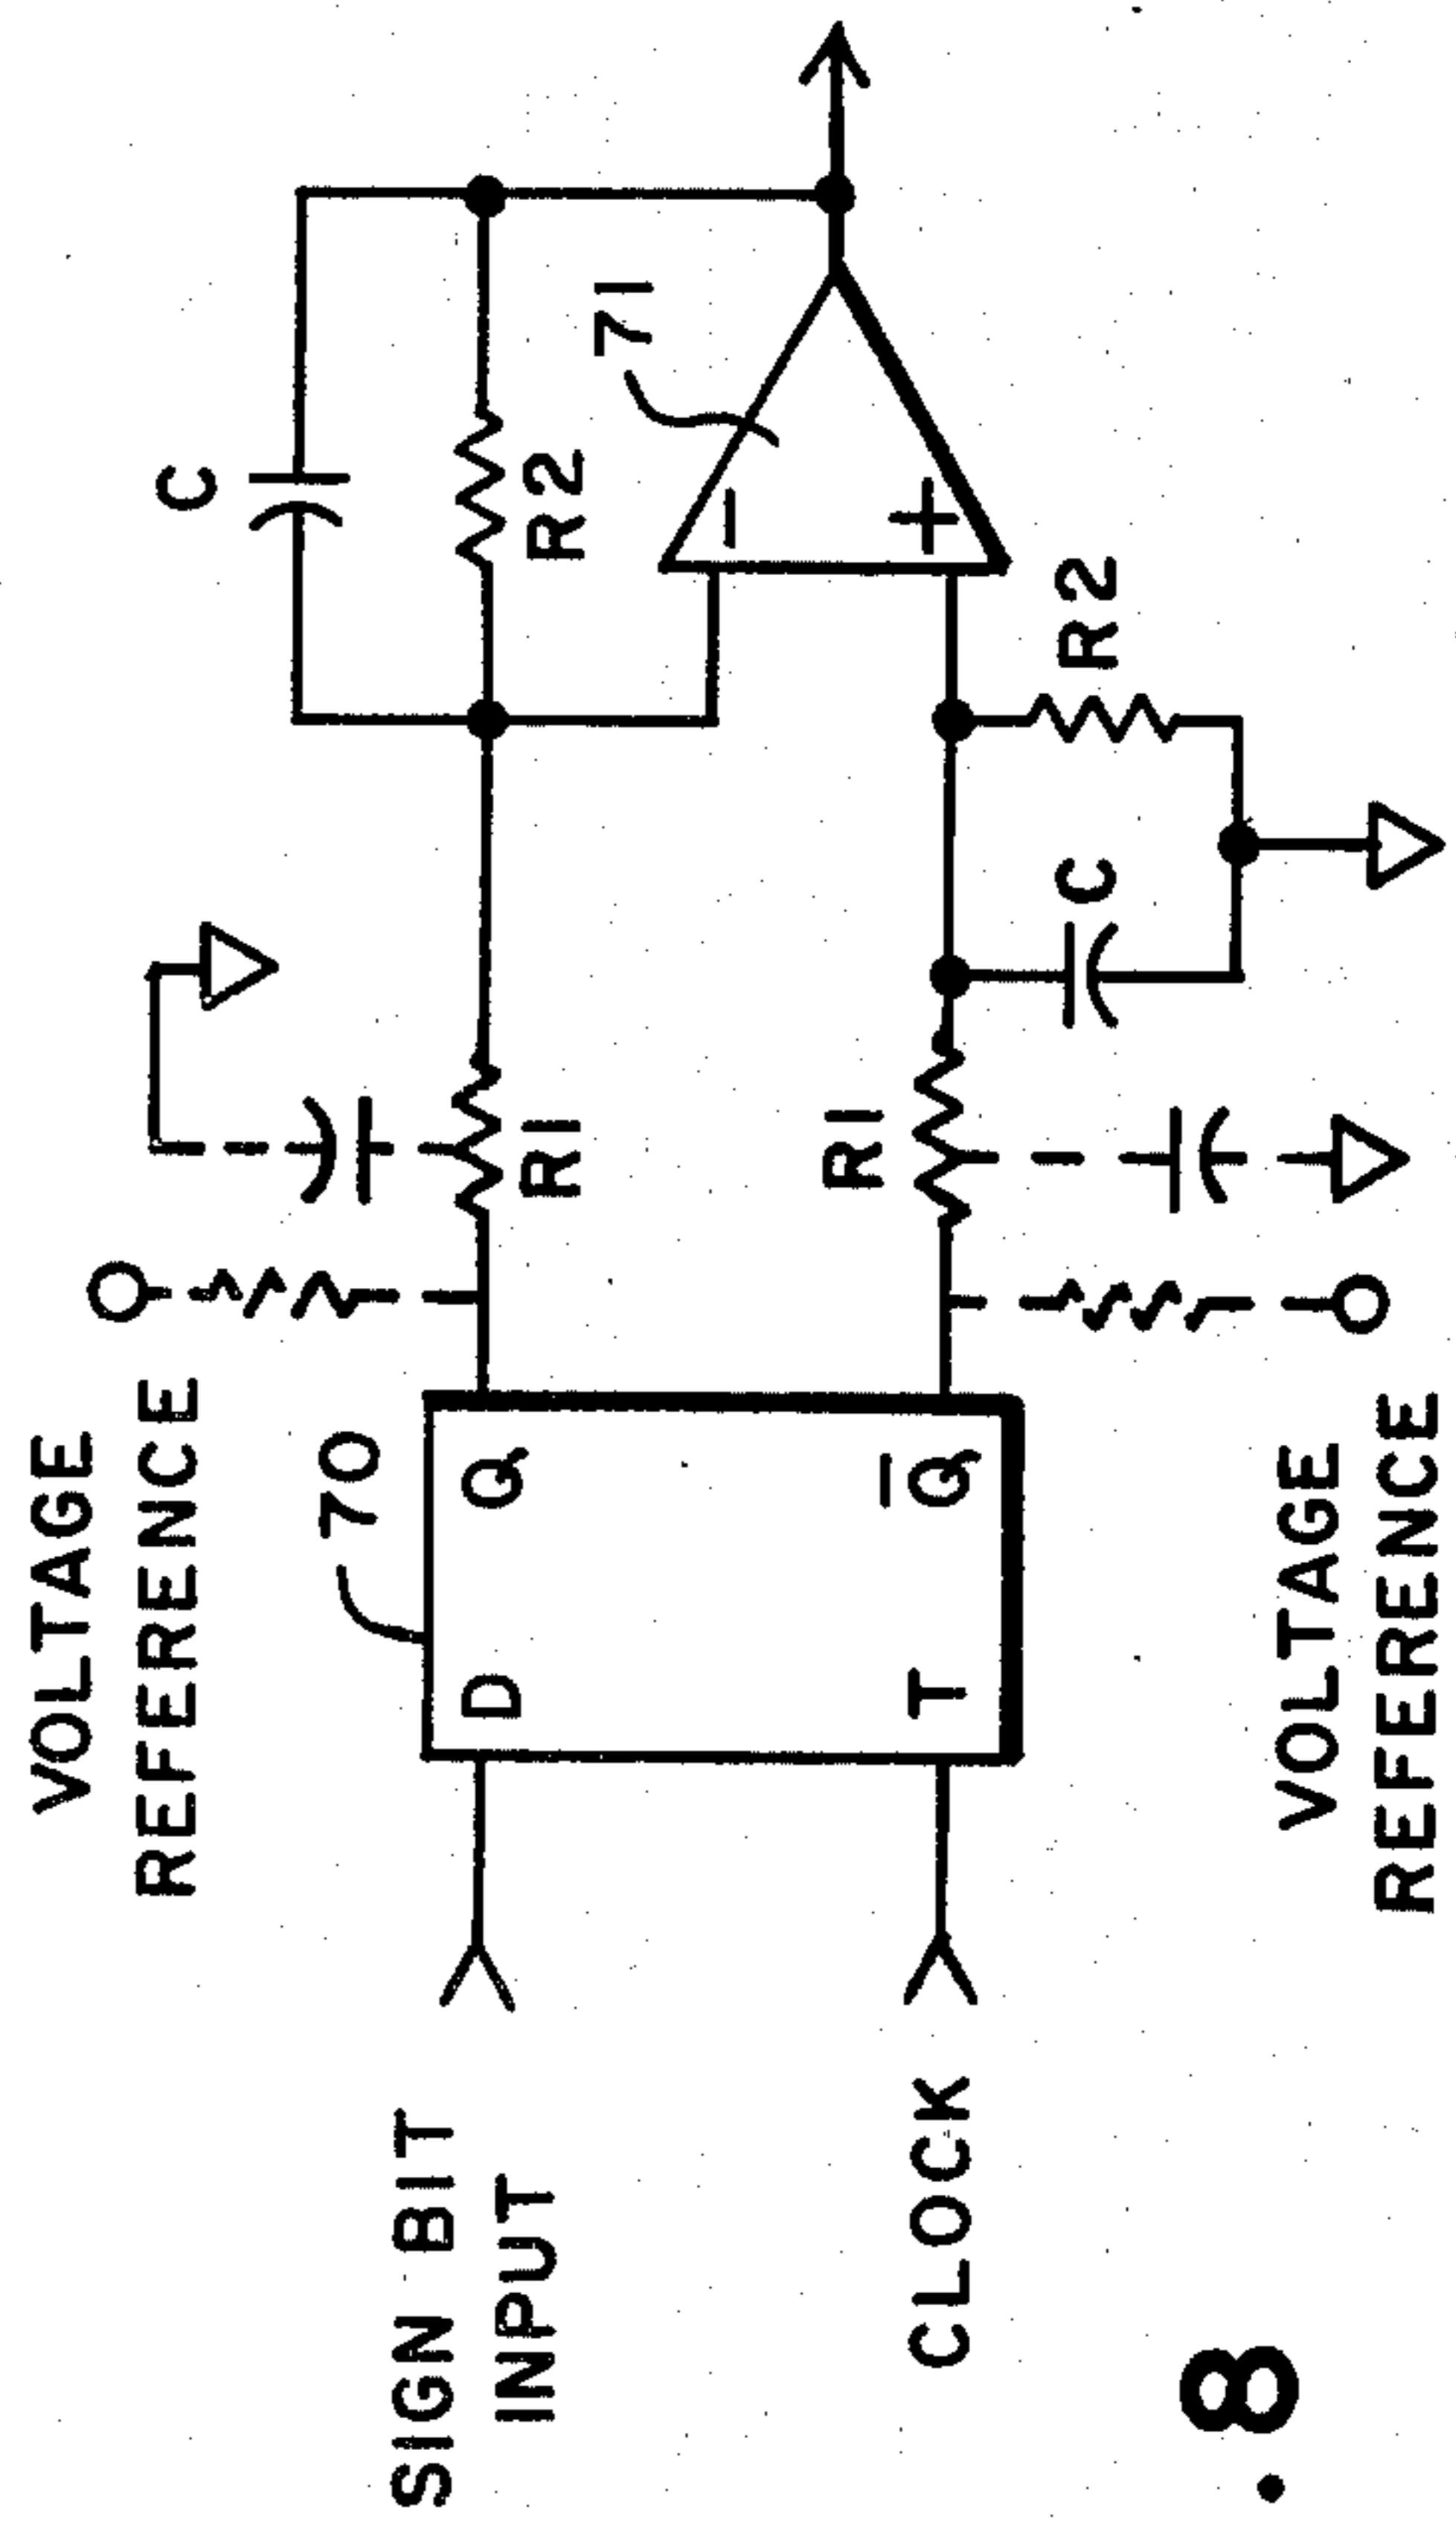 VOLTAGE
REFERENCE
C
70
R2
71
SIGN BIT
INPUT
D
Q
R1
−
CLOCK
T
Q̅
R1
+
C
R2
VOLTAGE
REFERENCE
.8